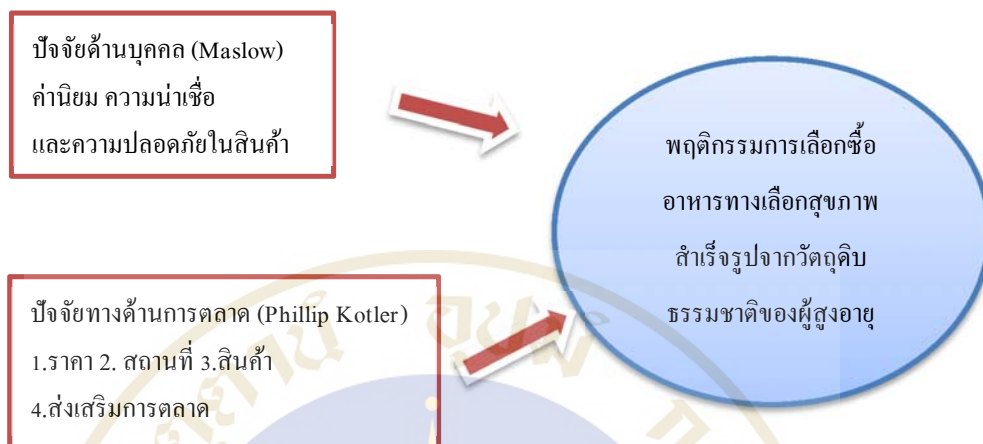 ปัจจัยด้านบุคคล (Maslow)
ค่านิยม ความน่าเชื่อ
และความปลอดภัยในสินค้า
พฤติกรรมการเลือกซื้อ
อาหารทางเลือกสุขภาพ
สำเร็จรูปจากวัตถุดิบ
ธรรมชาติของผู้สูงอายุ
ปัจจัยทางด้านการตลาด (Phillip Kotler)
1.ราคา 2. สถานที่ 3.สินค้า
4.ส่งเสริมการตลาด